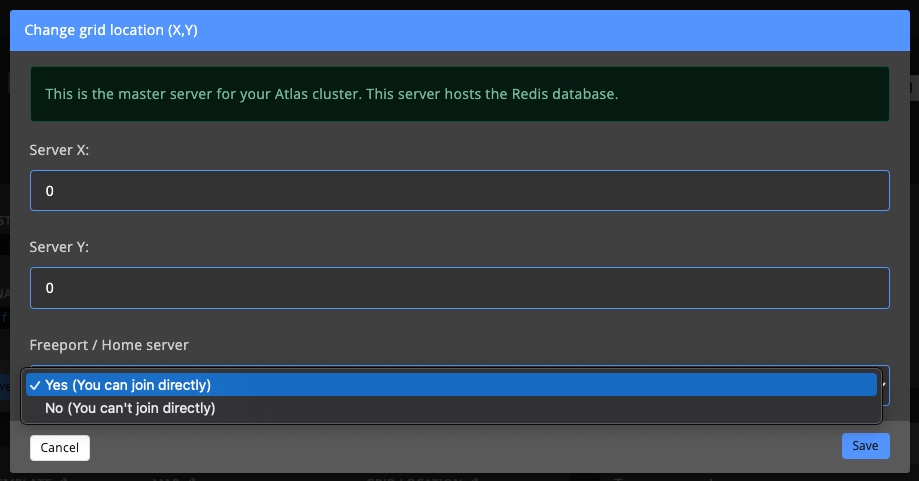 Change grid location (X,Y)
This is the master server for your Atlas cluster. This server hosts the Redis database.
Server X:
0
Server Y:
0
Freeport / Home server
✓ Yes (You can join directly)
No (You can't join directly)
Cancel
Save